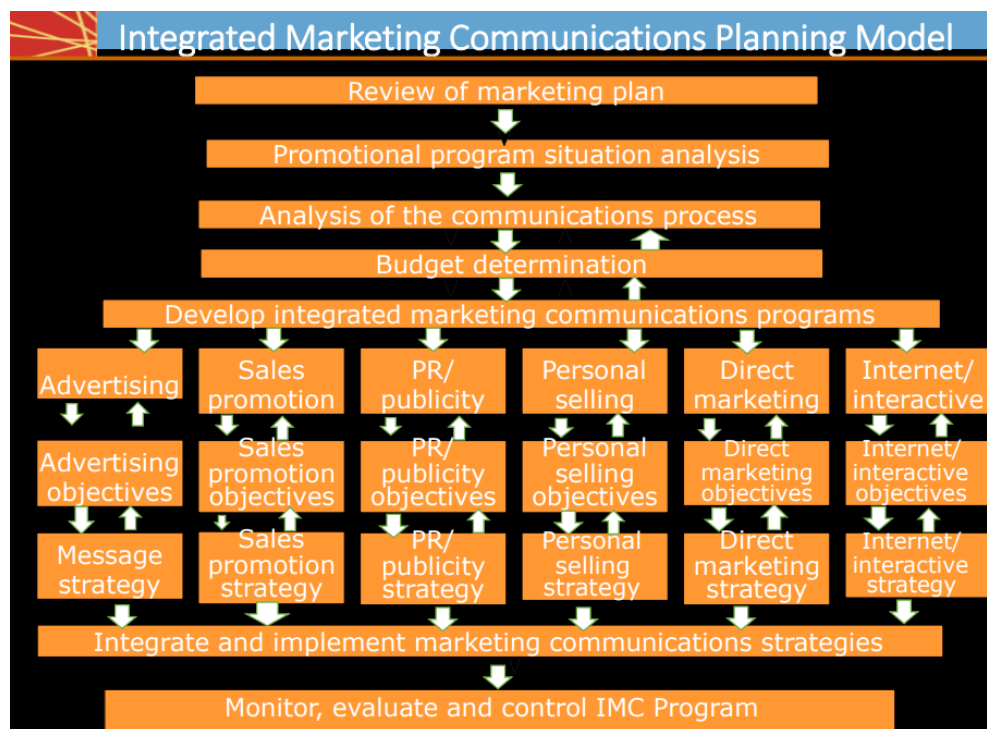 Integrated Marketing Communications Planning Model
Review of marketing plan
Promotional program situation analysis
Analysis of the communications process
Budget determination
Develop integrated marketing communications programs
Advertising
Sales
promotion
PR/
publicity
Personal
selling
Direct
marketing
Internet/
interactive
Advertising
objectives
Sales
promotion
objectives
PR/
publicity
objectives
Personal
selling
objectives
Direct
marketing
objectives
Internet/
interactive
objectives
Message
strategy
Sales
promotion
strategy
PR/
publicity
strategy
Personal
selling
strategy
Direct
marketing
strategy
Internet/
interactive
strategy
Integrate and implement marketing communications strategies
Monitor, evaluate and control IMC Program